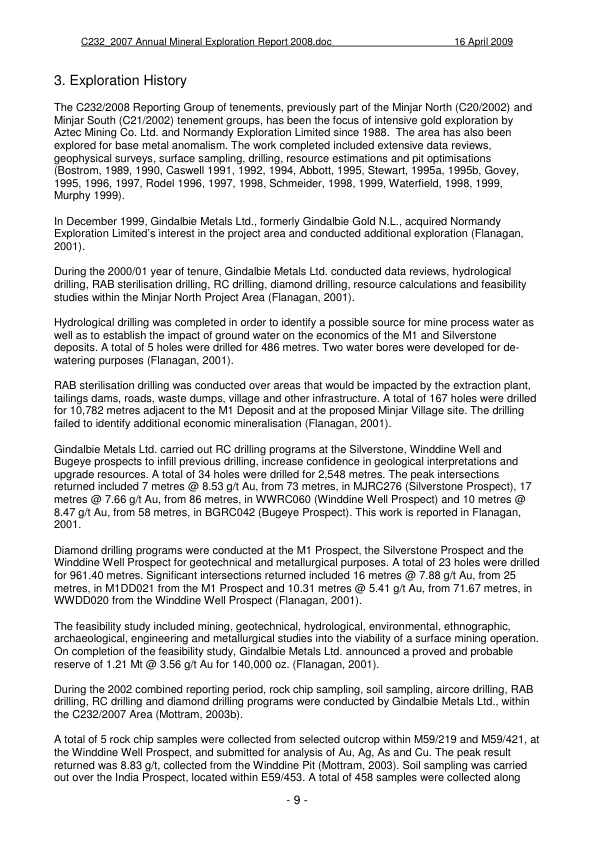 C232_2007 Annual Mineral Exploration Report 2008.doc 16 April 2009
3. Exploration History
The C232/2008 Reporting Group of tenements, previously part of the Minjar North (C20/2002) and
Minjar South (C21/2002) tenement groups, has been the focus of intensive gold exploration by
Aztec Mining Co. Ltd. and Normandy Exploration Limited since 1988. The area has also been
explored for base metal anomalism. The work completed included extensive data reviews,
geophysical surveys, surface sampling, drilling, resource estimations and pit optimisations
(Bostrom, 1989, 1990, Caswell 1991, 1992, 1994, Abbott, 1995, Stewart, 1995a, 1995b, Govey,
1995, 1996, 1997, Rodel 1996, 1997, 1998, Schmeider, 1998, 1999, Waterfield, 1998, 1999,
Murphy 1999).
In December 1999, Gindalbie Metals Ltd., formerly Gindalbie Gold N.L., acquired Normandy
Exploration Limited's interest in the project area and conducted additional exploration (Flanagan,
2001).
During the 2000/01 year of tenure, Gindalbie Metals Ltd. conducted data reviews, hydrological
drilling, RAB sterilisation drilling, RC drilling, diamond drilling, resource calculations and feasibility
studies within the Minjar North Project Area (Flanagan, 2001).
Hydrological drilling was completed in order to identify a possible source for mine process water as
well as to establish the impact of ground water on the economics of the M1 and Silverstone
deposits. A total of 5 holes were drilled for 486 metres. Two water bores were developed for de-
watering purposes (Flanagan, 2001).
RAB sterilisation drilling was conducted over areas that would be impacted by the extraction plant,
tailings dams, roads, waste dumps, village and other infrastructure. A total of 167 holes were drilled
for 10,782 metres adjacent to the M1 Deposit and at the proposed Minjar Village site. The drilling
failed to identify additional economic mineralisation (Flanagan, 2001).
Gindalbie Metals Ltd. carried out RC drilling programs at the Silverstone, Winddine Well and
Bugeye prospects to infill previous drilling, increase confidence in geological interpretations and
upgrade resources. A total of 34 holes were drilled for 2,548 metres. The peak intersections
returned included 7 metres @ 8.53 g/t Au, from 73 metres, in MJRC276 (Silverstone Prospect), 17
metres @ 7.66 g/t Au, from 86 metres, in WWRC060 (Winddine Well Prospect) and 10 metres @
8.47 g/t Au, from 58 metres, in BGRC042 (Bugeye Prospect). This work is reported in Flanagan,
2001.
Diamond drilling programs were conducted at the M1 Prospect, the Silverstone Prospect and the
Winddine Well Prospect for geotechnical and metallurgical purposes. A total of 23 holes were drilled
for 961.40 metres. Significant intersections returned included 16 metres @ 7.88 g/t Au, from 25
metres, in M1DD021 from the M1 Prospect and 10.31 metres @ 5.41 g/t Au, from 71.67 metres, in
WWDD020 from the Winddine Well Prospect (Flanagan, 2001).
The feasibility study included mining, geotechnical, hydrological, environmental, ethnographic,
archaeological, engineering and metallurgical studies into the viability of a surface mining operation.
On completion of the feasibility study, Gindalbie Metals Ltd. announced a proved and probable
reserve of 1.21 Mt @ 3.56 g/t Au for 140,000 oz. (Flanagan, 2001).
During the 2002 combined reporting period, rock chip sampling, soil sampling, aircore drilling, RAB
drilling, RC drilling and diamond drilling programs were conducted by Gindalbie Metals Ltd., within
the C232/2007 Area (Mottram, 2003b).
A total of 5 rock chip samples were collected from selected outcrop within M59/219 and M59/421, at
the Winddine Well Prospect, and submitted for analysis of Au, Ag, As and Cu. The peak result
returned was 8.83 g/t, collected from the Winddine Pit (Mottram, 2003). Soil sampling was carried
out over the India Prospect, located within E59/453. A total of 458 samples were collected along
- 9 -